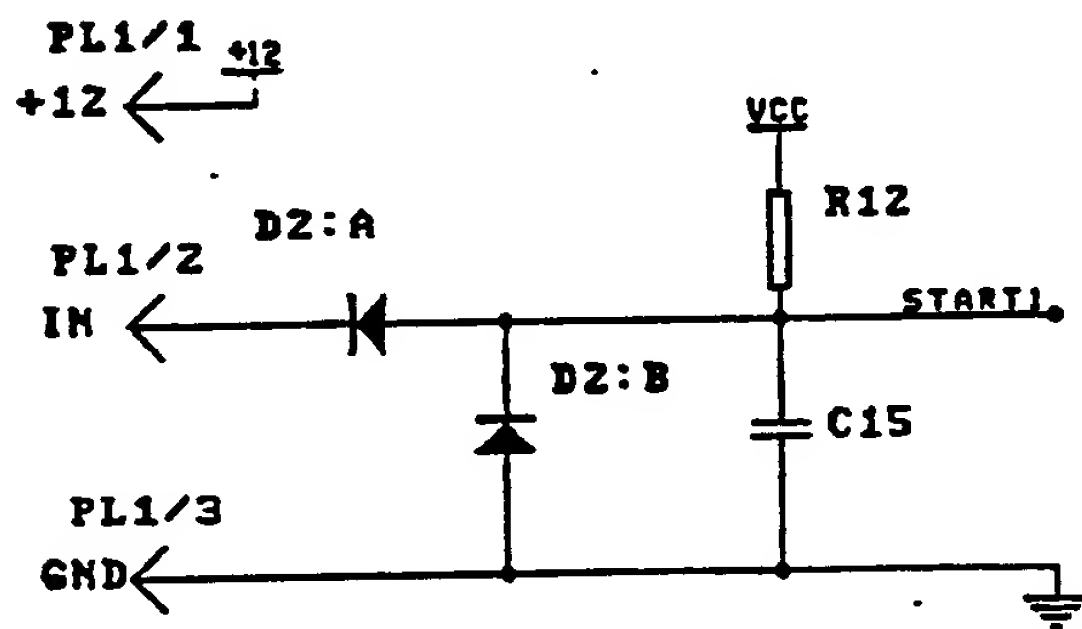 PL1/1
+12
+12
VCC
R12
D2:A
PL1/2
IN
START1
D2:B
C15
PL1/3
GND